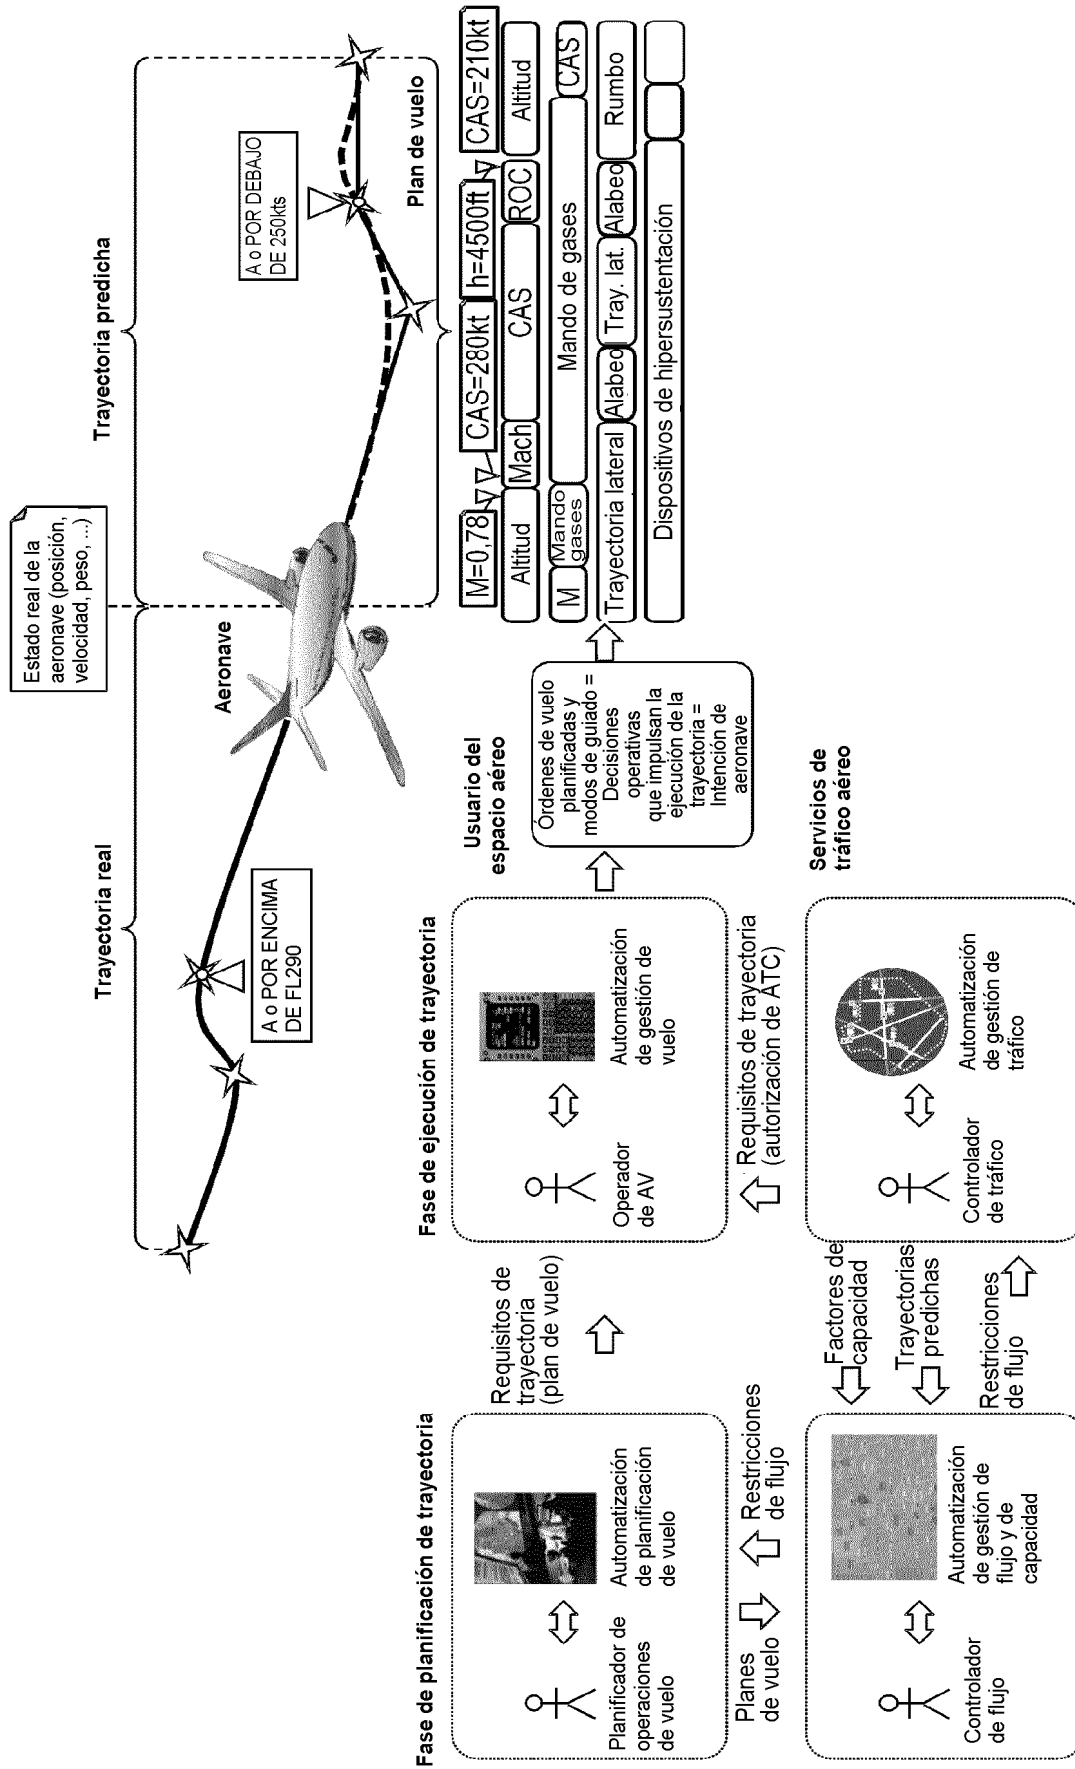 Trayectoria real
Trayectoria predicha
Estado real de la
aeronave (posición,
velocidad, peso, ...)
Aeronave
A o POR ENCIMA
DE FL290
A o POR DEBAJO
DE 250kts
Plan de vuelo
Fase de planificación de trayectoria
Fase de ejecución de trayectoria
Usuario del
espacio aéreo
Planificador de
operaciones
de vuelo
Automatización
de planificación
de vuelo
Requisitos de
trayectoria
(plan de vuelo)
Operador
de AV
Automatización
de gestión de
vuelo
Órdenes de vuelo
planificadas y
modos de guiado =
Decisiones
operativas
que impulsan la
ejecución de la
trayectoria =
Intención de
aeronave
M=0,78
CAS=280kt
h=4500ft
CAS=210kt
Altitud
Mach
CAS
ROC
Altitud
M
Mando
gases
Mando de gases
CAS
Trayectoria lateral
Alabeo
Tray. lat.
Alabeo
Rumbo
Dispositivos de hipersustentación
Planes
de vuelo
Restricciones
de flujo
Requisitos de trayectoria
(autorización de ATC)
Servicios de
tráfico aéreo
Controlador
de flujo
Automatización
de gestión de
flujo y de
capacidad
Factores de
capacidad
Trayectorias
predichas
Restricciones
de flujo
Controlador
de tráfico
Automatización
de gestión de
tráfico